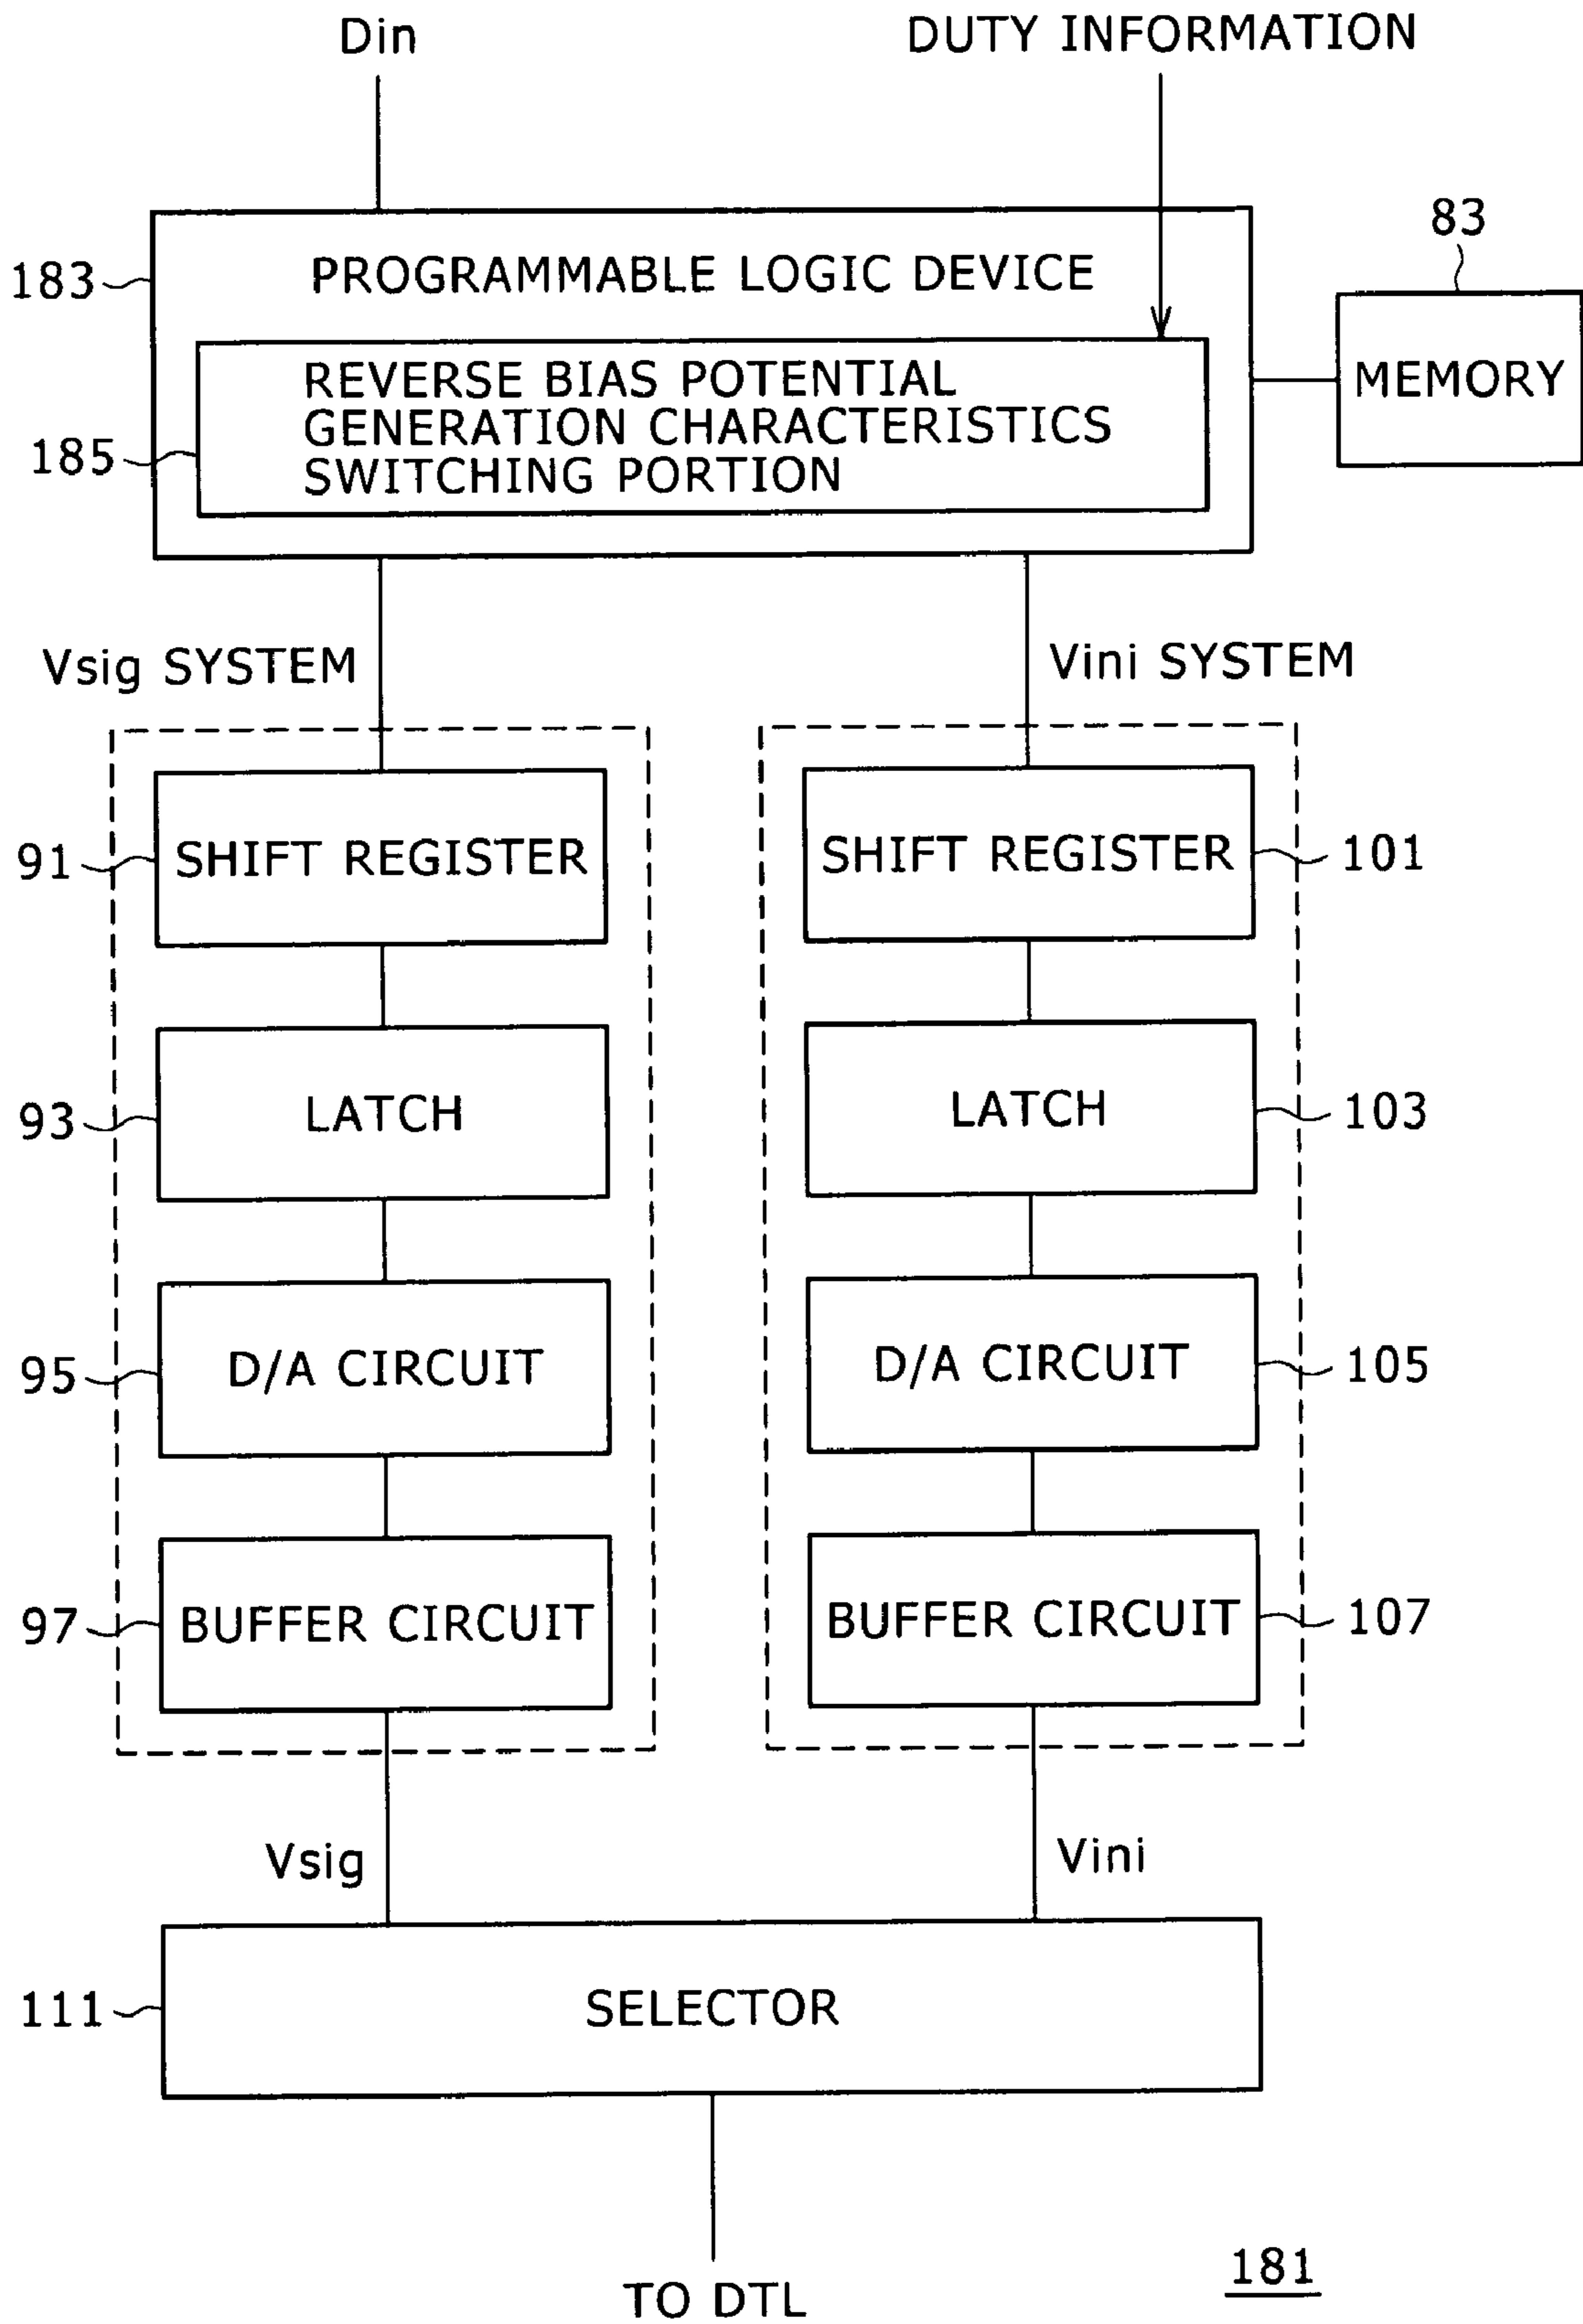 Din
DUTY INFORMATION
83
183
PROGRAMMABLE LOGIC DEVICE
MEMORY
185
REVERSE BIAS POTENTIAL
GENERATION CHARACTERISTICS
SWITCHING PORTION
Vsig SYSTEM
Vini SYSTEM
91
SHIFT REGISTER
SHIFT REGISTER
101
93
LATCH
LATCH
103
95
D/A CIRCUIT
D/A CIRCUIT
105
97
BUFFER CIRCUIT
BUFFER CIRCUIT
107
Vsig
Vini
111
SELECTOR
TO DTL
181